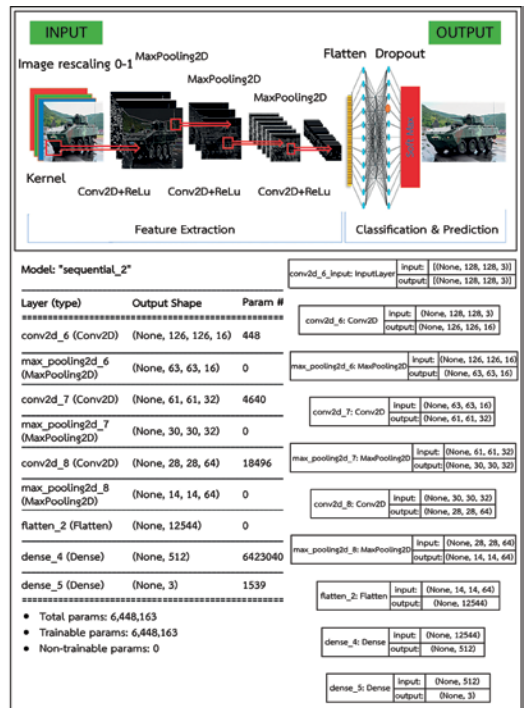 INPUT
OUTPUT
Image rescaling 0-1
MaxPooling2D
MaxPooling2D
MaxPooling2D
Flatten Dropout
Kernel
Conv2D+ReLu
Conv2D+ReLu
Conv2D+ReLu
Feature Extraction
Classification & Prediction
Model: "sequential_2"
Layer (type) Output Shape Param #
conv2d_6 (Conv2D) (None, 126, 126, 16) 448
max_pooling2d_6 (None, 63, 63, 16) 0
(MaxPooling2D)
conv2d_7 (Conv2D) (None, 61, 61, 32) 4640
max_pooling2d_7 (None, 30, 30, 32) 0
(MaxPooling2D)
conv2d_8 (Conv2D) (None, 28, 28, 64) 18496
max_pooling2d_8 (None, 14, 14, 64) 0
(MaxPooling2D)
flatten_2 (Flatten) (None, 12544) 0
dense_4 (Dense) (None, 512) 6423040
dense_5 (Dense) (None, 3) 1539
• Total params: 6,448,163
• Trainable params: 6,448,163
• Non-trainable params: 0
conv2d_6_input: InputLayer input: [(None, 128, 128, 3)]
output: [(None, 128, 128, 3)]
conv2d_6: Conv2D input: (None, 128, 128, 3)
output: (None, 126, 126, 16)
max_pooling2d_6: MaxPooling2D input: (None, 126, 126, 16)
output: (None, 63, 63, 16)
conv2d_7: Conv2D input: (None, 63, 63, 16)
output: (None, 61, 61, 32)
max_pooling2d_7: MaxPooling2D input: (None, 61, 61, 32)
output: (None, 30, 30, 32)
conv2d_8: Conv2D input: (None, 30, 30, 32)
output: (None, 28, 28, 64)
max_pooling2d_8: MaxPooling2D input: (None, 28, 28, 64)
output: (None, 14, 14, 64)
flatten_2: Flatten input: (None, 14, 14, 64)
output: (None, 12544)
dense_4: Dense input: (None, 12544)
output: (None, 512)
dense_5: Dense input: (None, 512)
output: (None, 3)